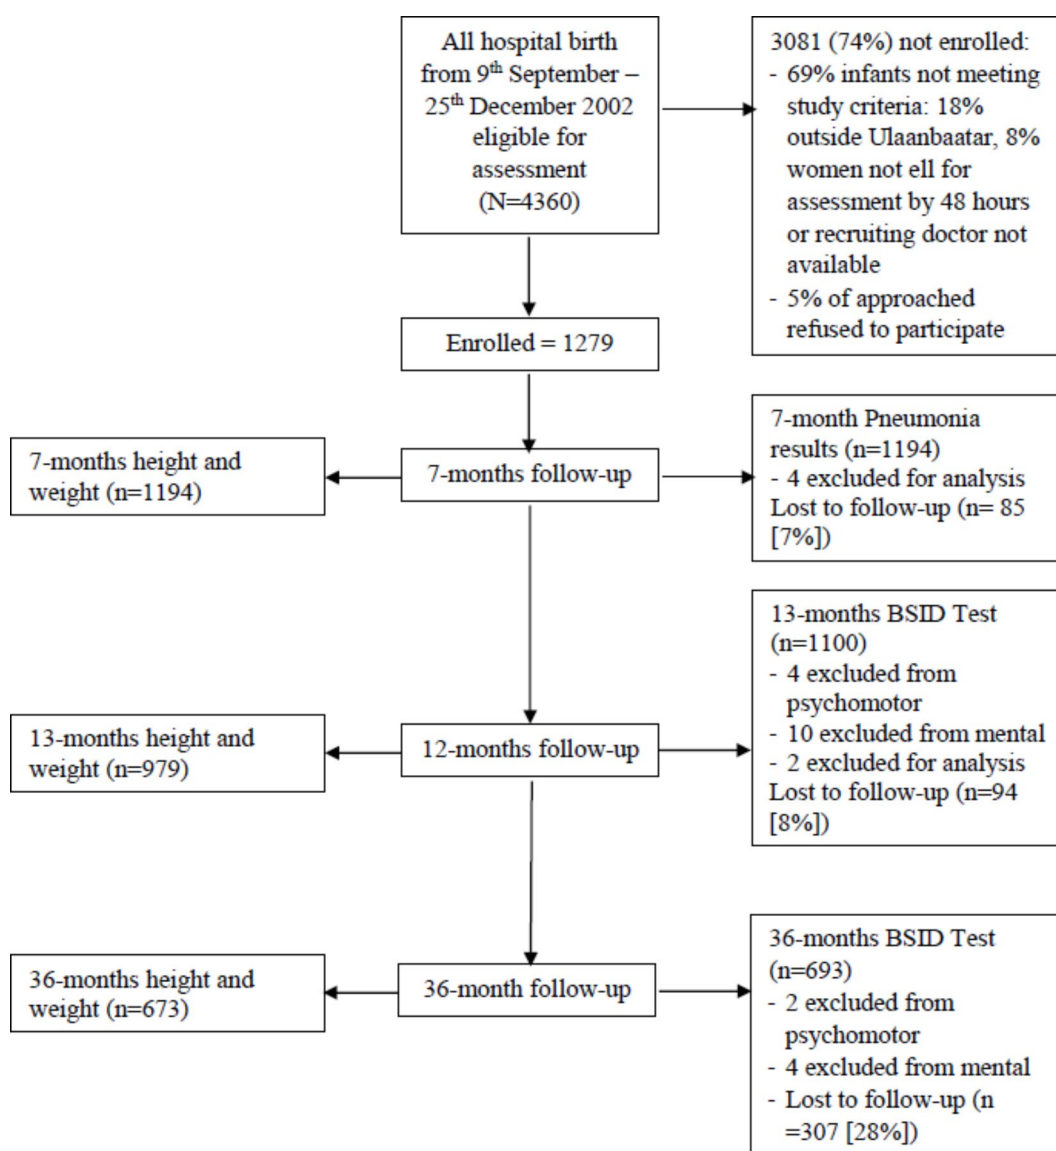 All hospital birth
from 9th September –
25th December 2002
eligible for
assessment
(N=4360)
3081 (74%) not enrolled:
- 69% infants not meeting
study criteria: 18%
outside Ulaanbaatar, 8%
women not ell for
assessment by 48 hours
or recruiting doctor not
available
- 5% of approached
refused to participate
Enrolled = 1279
7-months height and
weight (n=1194)
7-months follow-up
7-month Pneumonia
results (n=1194)
- 4 excluded for analysis
Lost to follow-up (n= 85
[7%])
13-months height and
weight (n=979)
12-months follow-up
13-months BSID Test
(n=1100)
- 4 excluded from
psychomotor
- 10 excluded from mental
- 2 excluded for analysis
Lost to follow-up (n=94
[8%])
36-months height and
weight (n=673)
36-month follow-up
36-months BSID Test
(n=693)
- 2 excluded from
psychomotor
- 4 excluded from mental
- Lost to follow-up (n
=307 [28%])